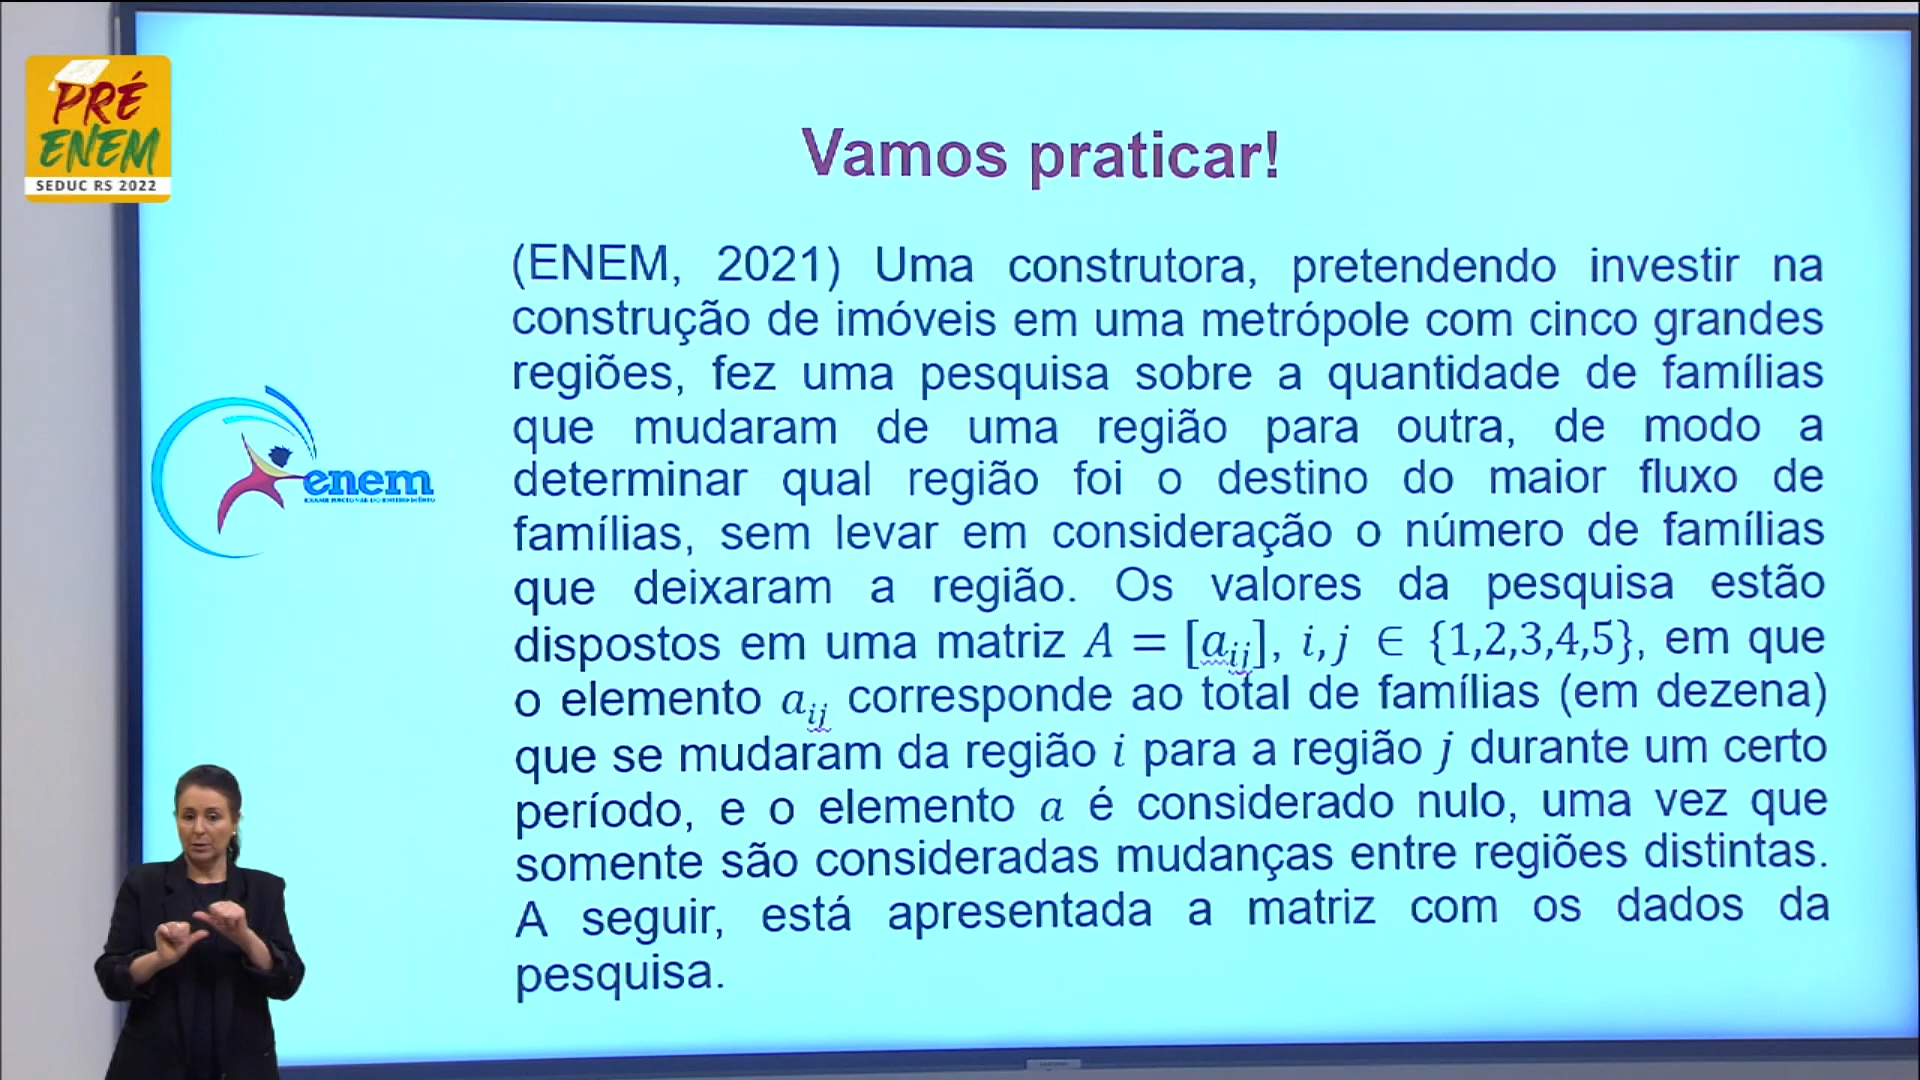 PRÉ
ENEM
SEDUC RS 2022
Vamos praticar!
(ENEM, 2021) Uma construtora, pretendendo investir na
construção de imóveis em uma metrópole com cinco grandes
regiões, fez uma pesquisa sobre a quantidade de famílias
que mudaram de uma região para outra, de modo a
determinar qual região foi o destino do maior fluxo de
famílias, sem levar em consideração o número de famílias
que deixaram a região. Os valores da pesquisa estão
dispostos em uma matriz A = [aᵢⱼ], i,j ∈ {1,2,3,4,5}, em que
o elemento aᵢⱼ corresponde ao total de famílias (em dezena)
que se mudaram da região i para a região j durante um certo
período, e o elemento a é considerado nulo, uma vez que
somente são consideradas mudanças entre regiões distintas.
A seguir, está apresentada a matriz com os dados da
pesquisa.
enem